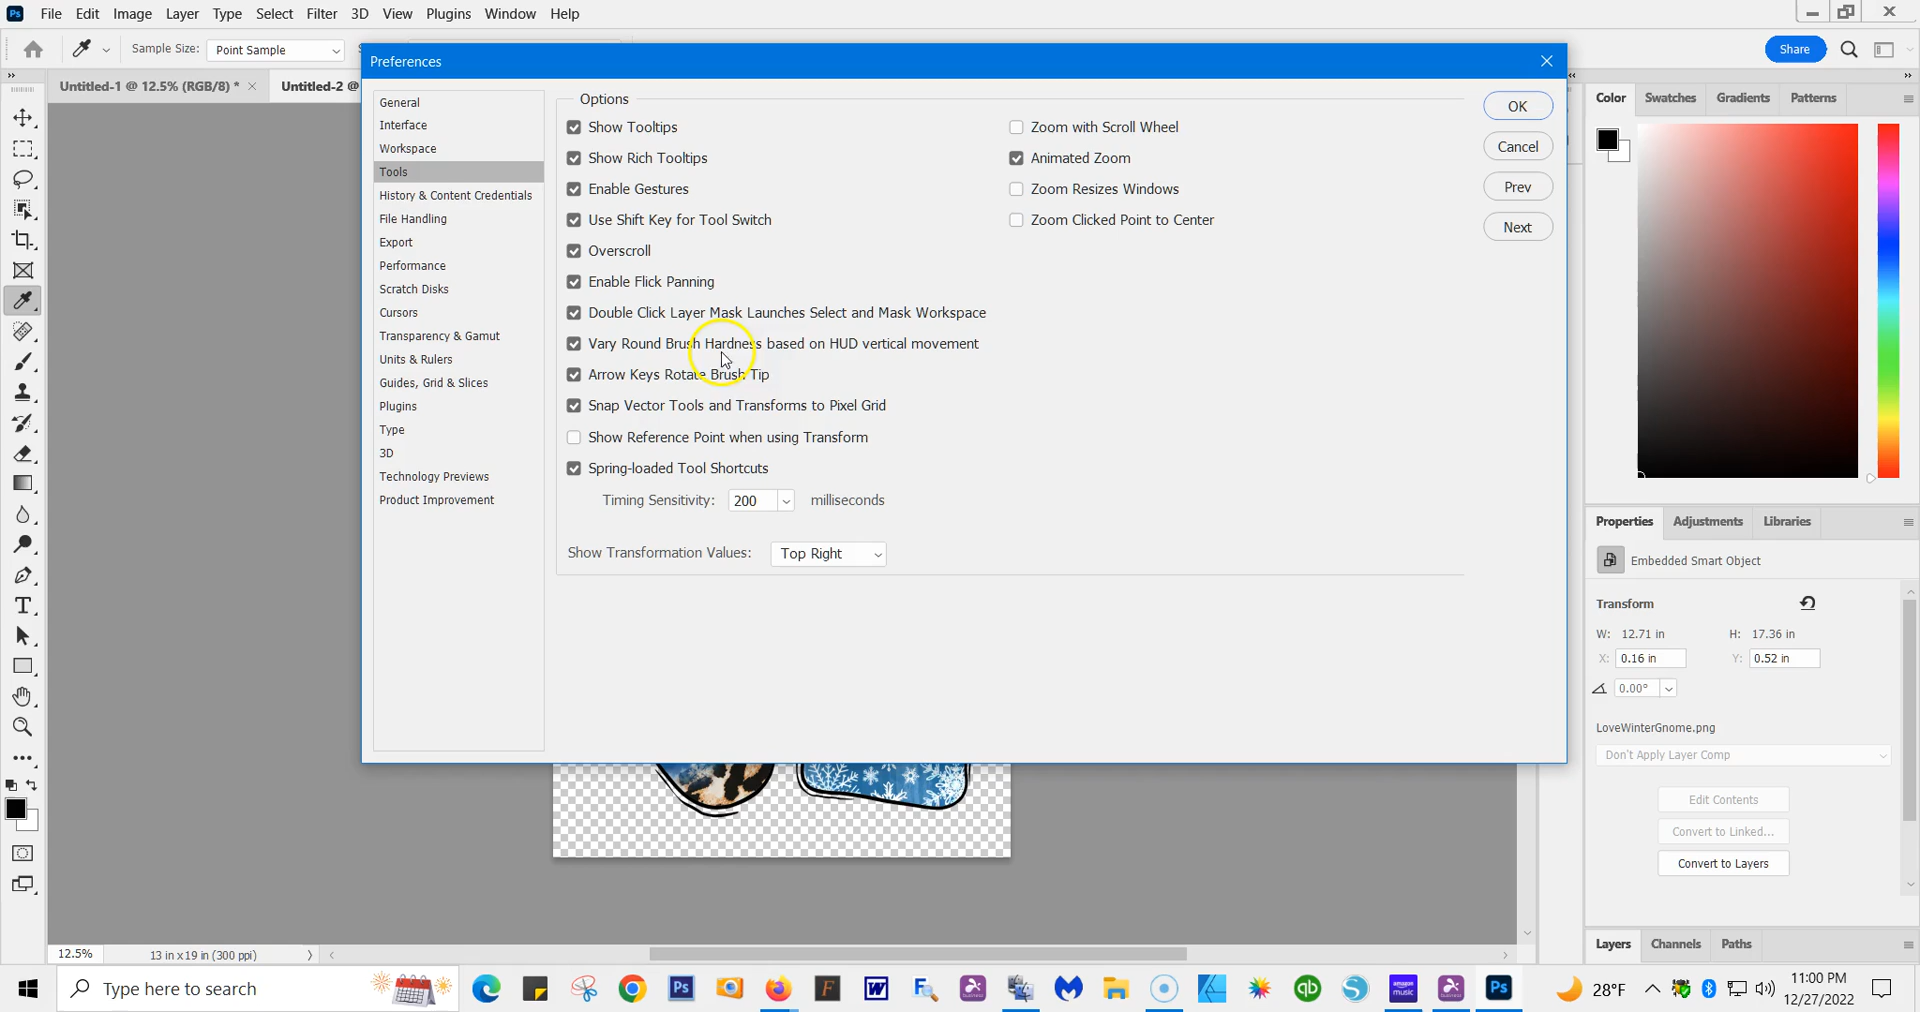 Ps File Edit Image Layer Type Select Filter 3D View Plugins Window Help
Sample Size: Point Sample
Share
Untitled-1 @ 12.5% (RGB/8) * × Untitled-2 @
Preferences
General
Interface
Workspace
Tools
History & Content Credentials
File Handling
Export
Performance
Scratch Disks
Cursors
Transparency & Gamut
Units & Rulers
Guides, Grid & Slices
Plugins
Type
3D
Technology Previews
Product Improvement
Options
Show Tooltips
Show Rich Tooltips
Enable Gestures
Use Shift Key for Tool Switch
Overscroll
Enable Flick Panning
Double Click Layer Mask Launches Select and Mask Workspace
Vary Round Brush Hardness based on HUD vertical movement
Arrow Keys Rotate Brush Tip
Snap Vector Tools and Transforms to Pixel Grid
Show Reference Point when using Transform
Spring-loaded Tool Shortcuts
Timing Sensitivity: 200 milliseconds
Show Transformation Values: Top Right
Zoom with Scroll Wheel
Animated Zoom
Zoom Resizes Windows
Zoom Clicked Point to Center
OK
Cancel
Prev
Next
Color Swatches Gradients Patterns
Properties Adjustments Libraries
Embedded Smart Object
Transform
W: 12.71 in H: 17.36 in
X: 0.16 in Y: 0.52 in
0.00°
LoveWinterGnome.png
Don't Apply Layer Comp
Edit Contents
Convert to Linked...
Convert to Layers
Layers Channels Paths
12.5% 13 in x 19 in (300 ppi)
Type here to search
28°F
11:00 PM
12/27/2022